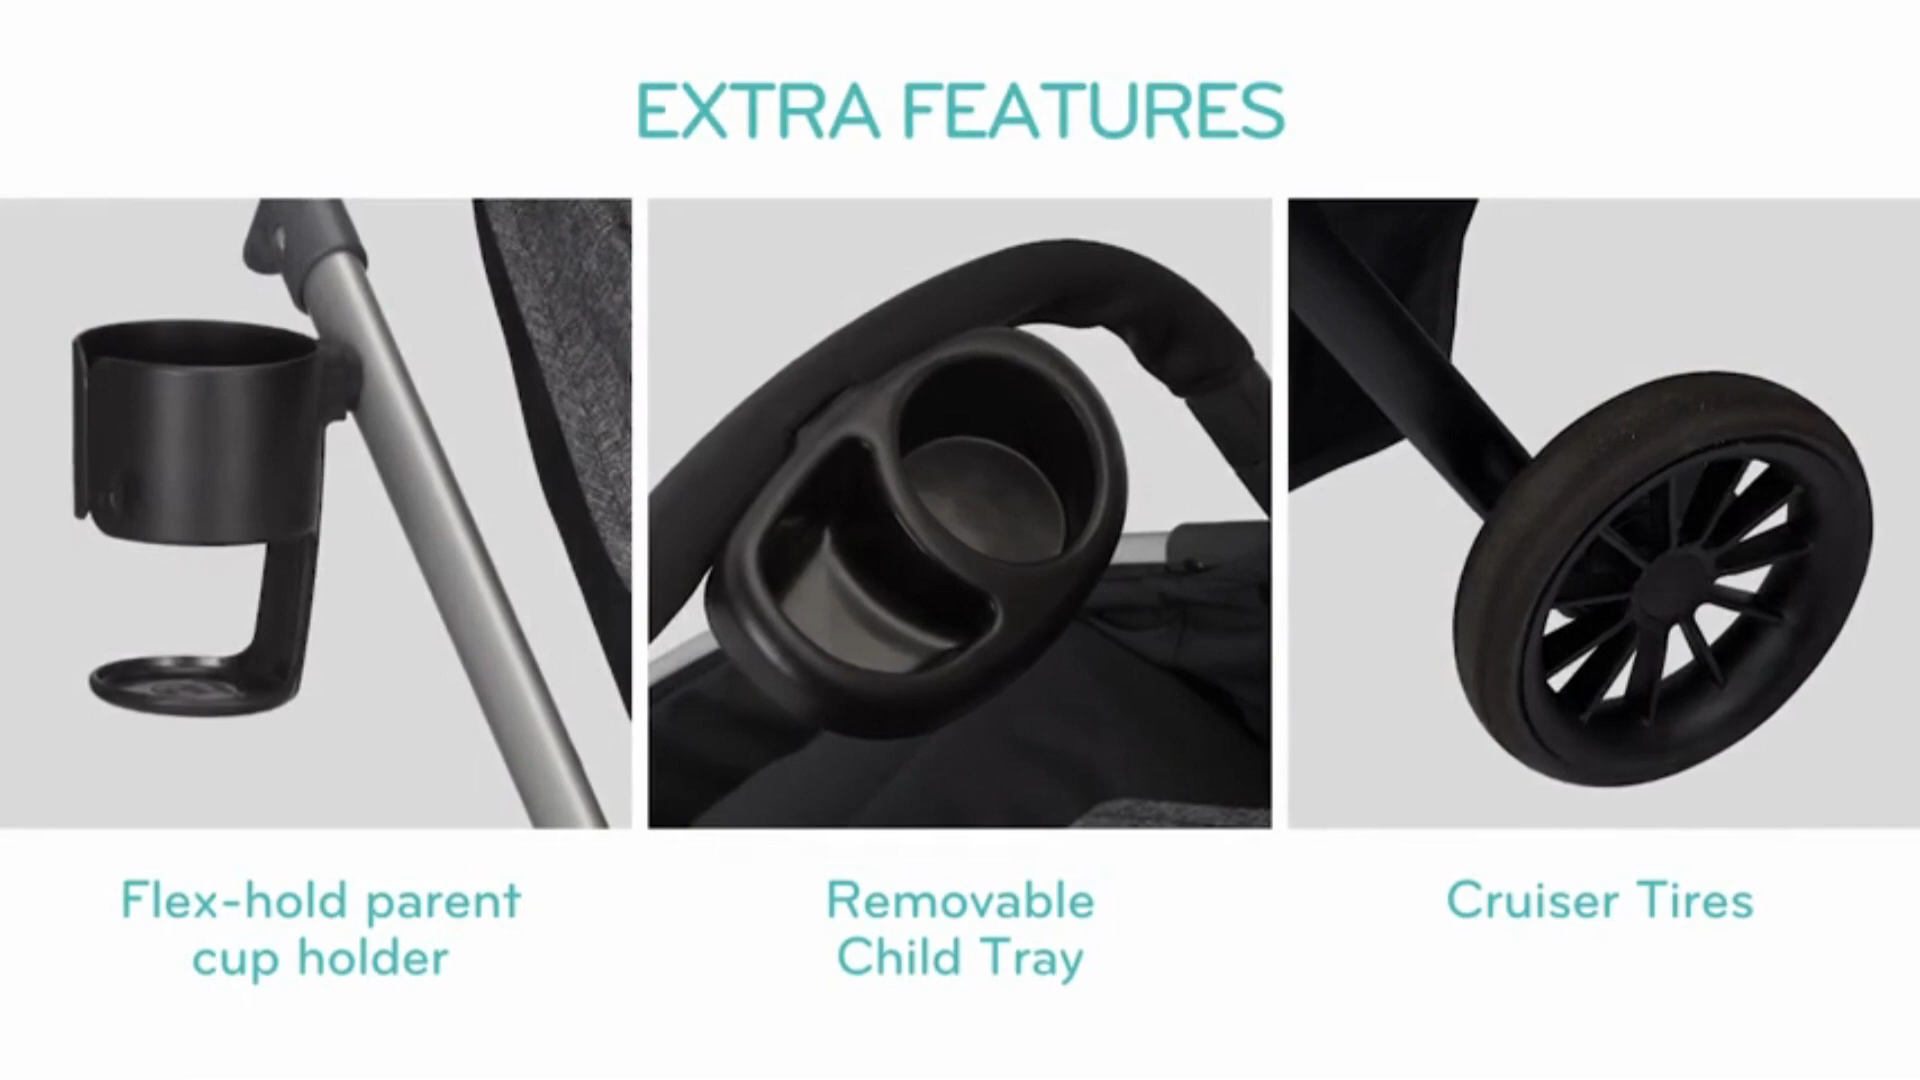 EXTRA FEATURES
Flex-hold parent
cup holder
Removable
Child Tray
Cruiser Tires